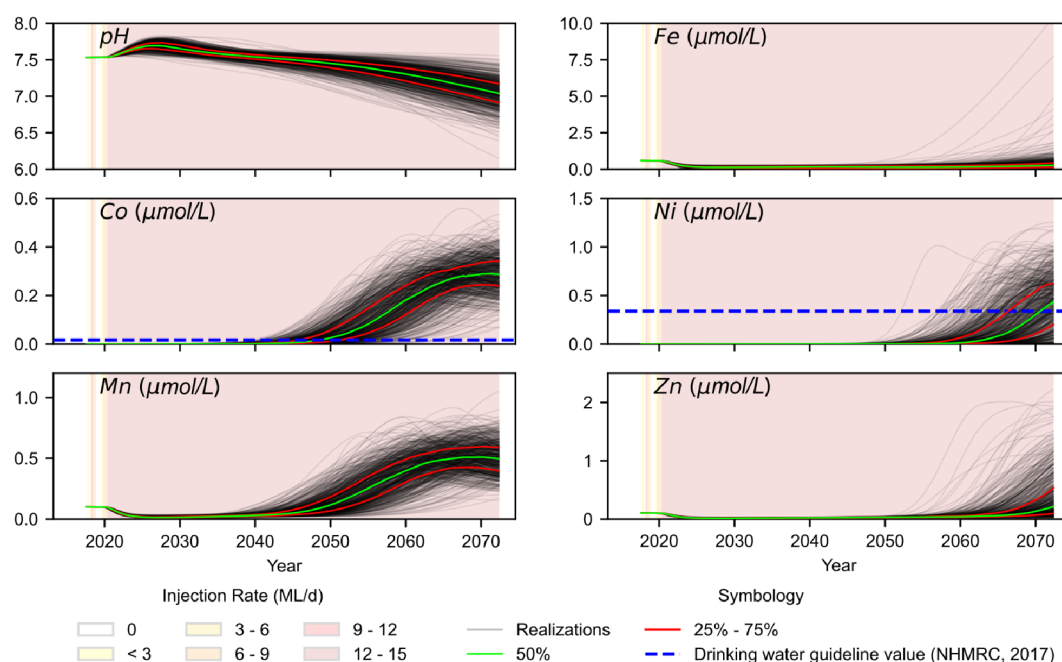 8.0
pH
7.5
7.0
6.5
6.0
10.0
Fe (μmol/L)
7.5
5.0
2.5
0.0
0.6
Co (μmol/L)
0.4
0.2
0.0
1.5
Ni (μmol/L)
1.0
0.5
0.0
Mn (μmol/L)
1.0
0.5
0.0
2020 2030 2040 2050 2060 2070
Year
Zn (μmol/L)
2
1
0
2020 2030 2040 2050 2060 2070
Year
Injection Rate (ML/d)
0 3 - 6 9 - 12
< 3 6 - 9 12 - 15
Symbology
Realizations 25% - 75%
50% Drinking water guideline value (NHMRC, 2017)